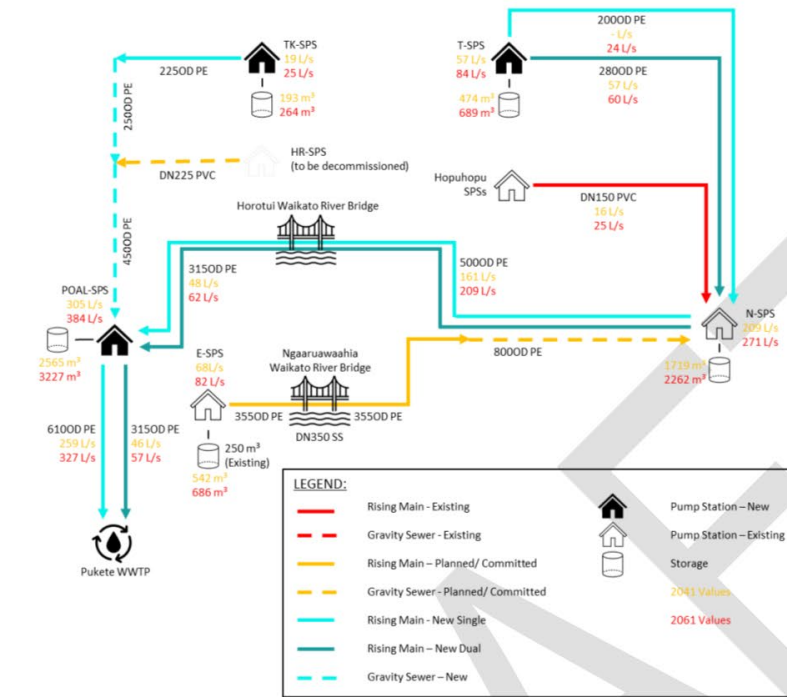 TK-SPS
19 L/s
25 L/s
225OD PE
193 m³
264 m³
250OD PE
HR-SPS
(to be decommissioned)
DN225 PVC
450OD PE
200OD PE
- L/s
24 L/s
T-SPS
57 L/s
84 L/s
280OD PE
57 L/s
60 L/s
474 m³
689 m³
Hopuhopu
SPSs
DN150 PVC
16 L/s
25 L/s
Horotui Waikato River Bridge
315OD PE
48 L/s
62 L/s
500OD PE
161 L/s
209 L/s
POAL-SPS
305 L/s
384 L/s
2565 m³
3227 m³
N-SPS
209 L/s
271 L/s
1719 m³
2262 m³
E-SPS
68L/s
82 L/s
Ngaaruawaahia
Waikato River Bridge
800OD PE
355OD PE
355OD PE
DN350 SS
250 m³
(Existing)
542 m³
686 m³
610OD PE
259 L/s
327 L/s
315OD PE
46 L/s
57 L/s
Pukete WWTP
LEGEND:
Rising Main - Existing
Gravity Sewer - Existing
Rising Main – Planned/ Committed
Gravity Sewer - Planned/ Committed
Rising Main - New Single
Rising Main – New Dual
Gravity Sewer – New
Pump Station – New
Pump Station – Existing
Storage
2041 Values
2061 Values